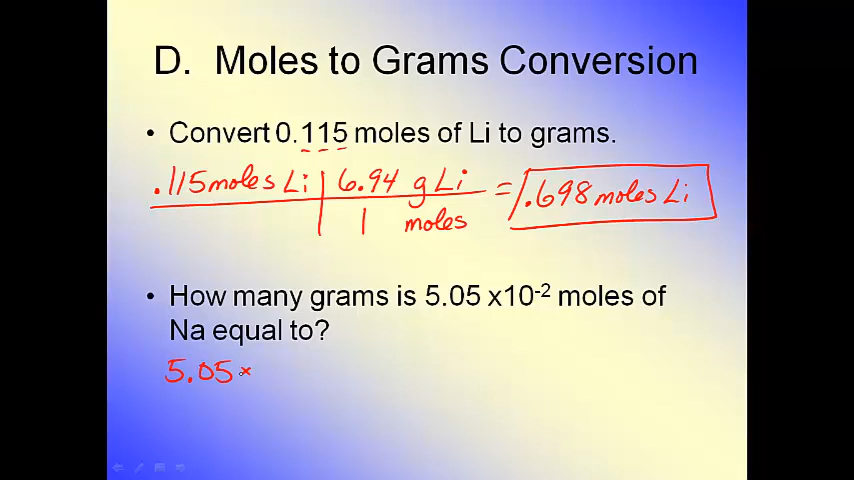 D. Moles to Grams Conversion
• Convert 0.115 moles of Li to grams.
.115 moles Li | 6.94 g Li = .698 moles Li
1 moles
• How many grams is 5.05 x10⁻² moles of
Na equal to?
5.05 ×